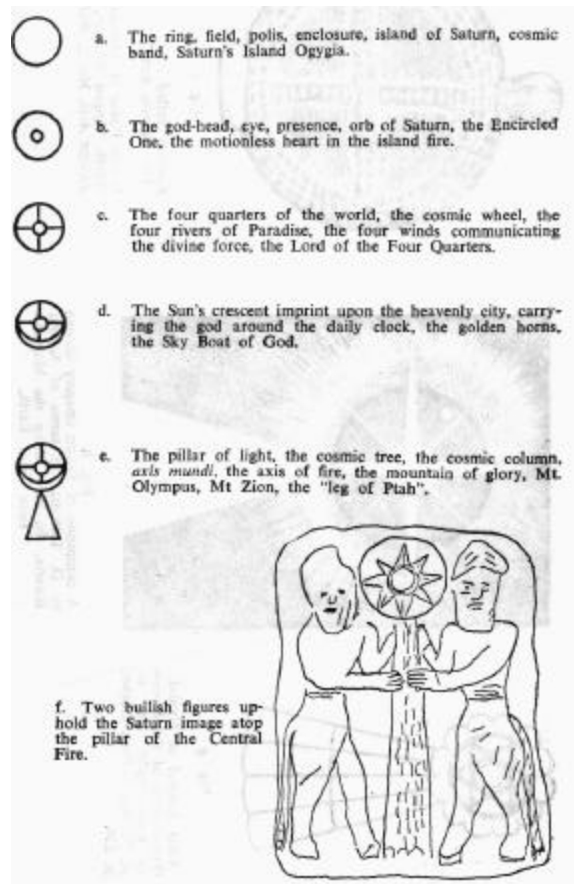 a. The ring, field, polis, enclosure, island of Saturn, cosmic
band, Saturn's Island Ogygia.
b. The god-head, eye, presence, orb of Saturn, the Encircled
One, the motionless heart in the island fire.
c. The four quarters of the world, the cosmic wheel, the
four rivers of Paradise, the four winds communicating
the divine force, the Lord of the Four Quarters.
d. The Sun's crescent imprint upon the heavenly city, carry-
ing the god around the daily clock, the golden horns,
the Sky Boat of God.
e. The pillar of light, the cosmic tree, the cosmic column,
axis mundi, the axis of fire, the mountain of glory, Mt.
Olympus, Mt Zion, the "leg of Ptah".
f. Two bullish figures up-
hold the Saturn image atop
the pillar of the Central
Fire.